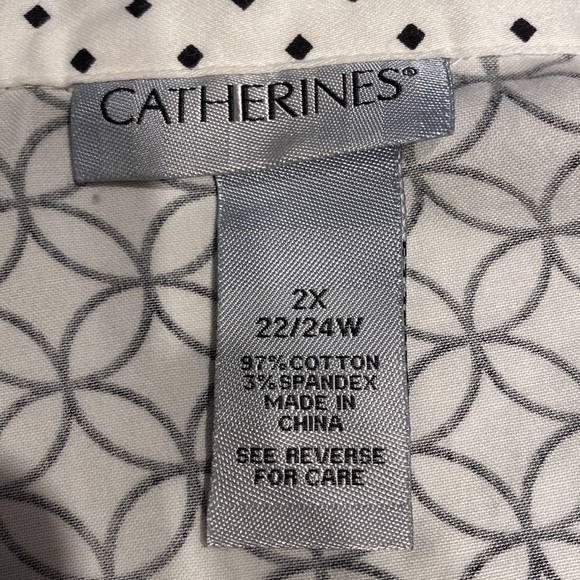 CATHERINES®
2X
22/24W
97% COTTON
3% SPANDEX
MADE IN
CHINA
SEE REVERSE
FOR CARE